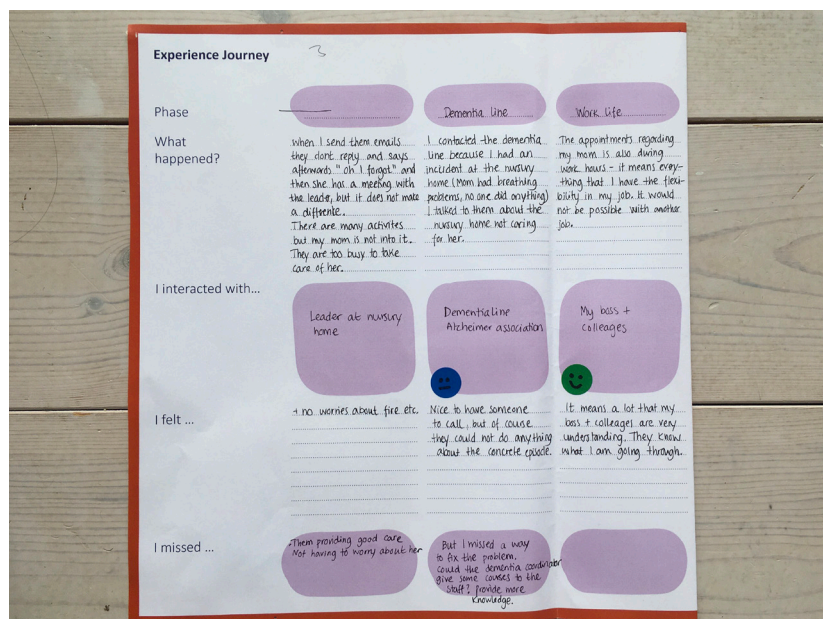 Experience Journey
3
Phase
Dementia line
Work life
What
happened?
When I send them emails
they dont reply and says
afterwards "oh I forgot" and
then she has a meeting with
the leader, but it does not make
a diffrente.
There are many activites
but my mom is not into it.
They are too busy to take
care of her.
I contacted the dementia
line because I had an
incident at the nursury
home (Mom had breathing
problems, no one did anything)
I talked to them about the
nursury home not caring
for her.
The appointments regarding
my mom is also during
work hours - it means every-
thing that I have the flexi-
bility in my job. It would
not be possible with another
job.
I interacted with...
Leader at nursury
home
Dementialine
Alzheimer association
My boss +
colleages
I felt ...
+ no worries about fire etc.
Nice to have someone
to call, but of course
they could not do anything
about the concrete episode.
It means a lot that my
boss + colleages are very
understanding. They know
what I am going through.
I missed ...
-Them providing good care
Not having to worry about her
But I missed a way
to fix the problem.
Could the dementia coordinator
give some courses to the
staff? Provide more
knowledge.